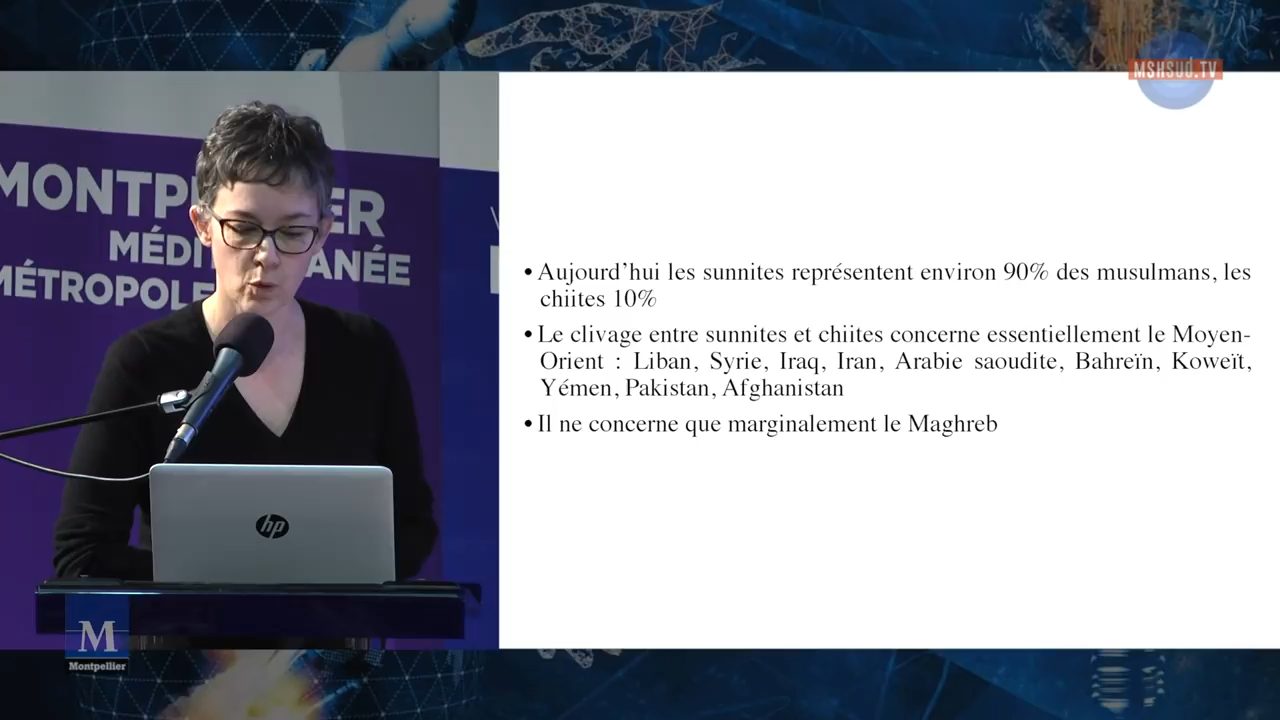 MSHSUD.TV
MONTP ER
MÉDI ANÉE
MÉTROPOLE
• Aujourd’hui les sunnites représentent environ 90% des musulmans, les
chiites 10%
• Le clivage entre sunnites et chiites concerne essentiellement le Moyen-
Orient : Liban, Syrie, Iraq, Iran, Arabie saoudite, Bahreïn, Koweït,
Yémen, Pakistan, Afghanistan
• Il ne concerne que marginalement le Maghreb
hp
M
Montpellier